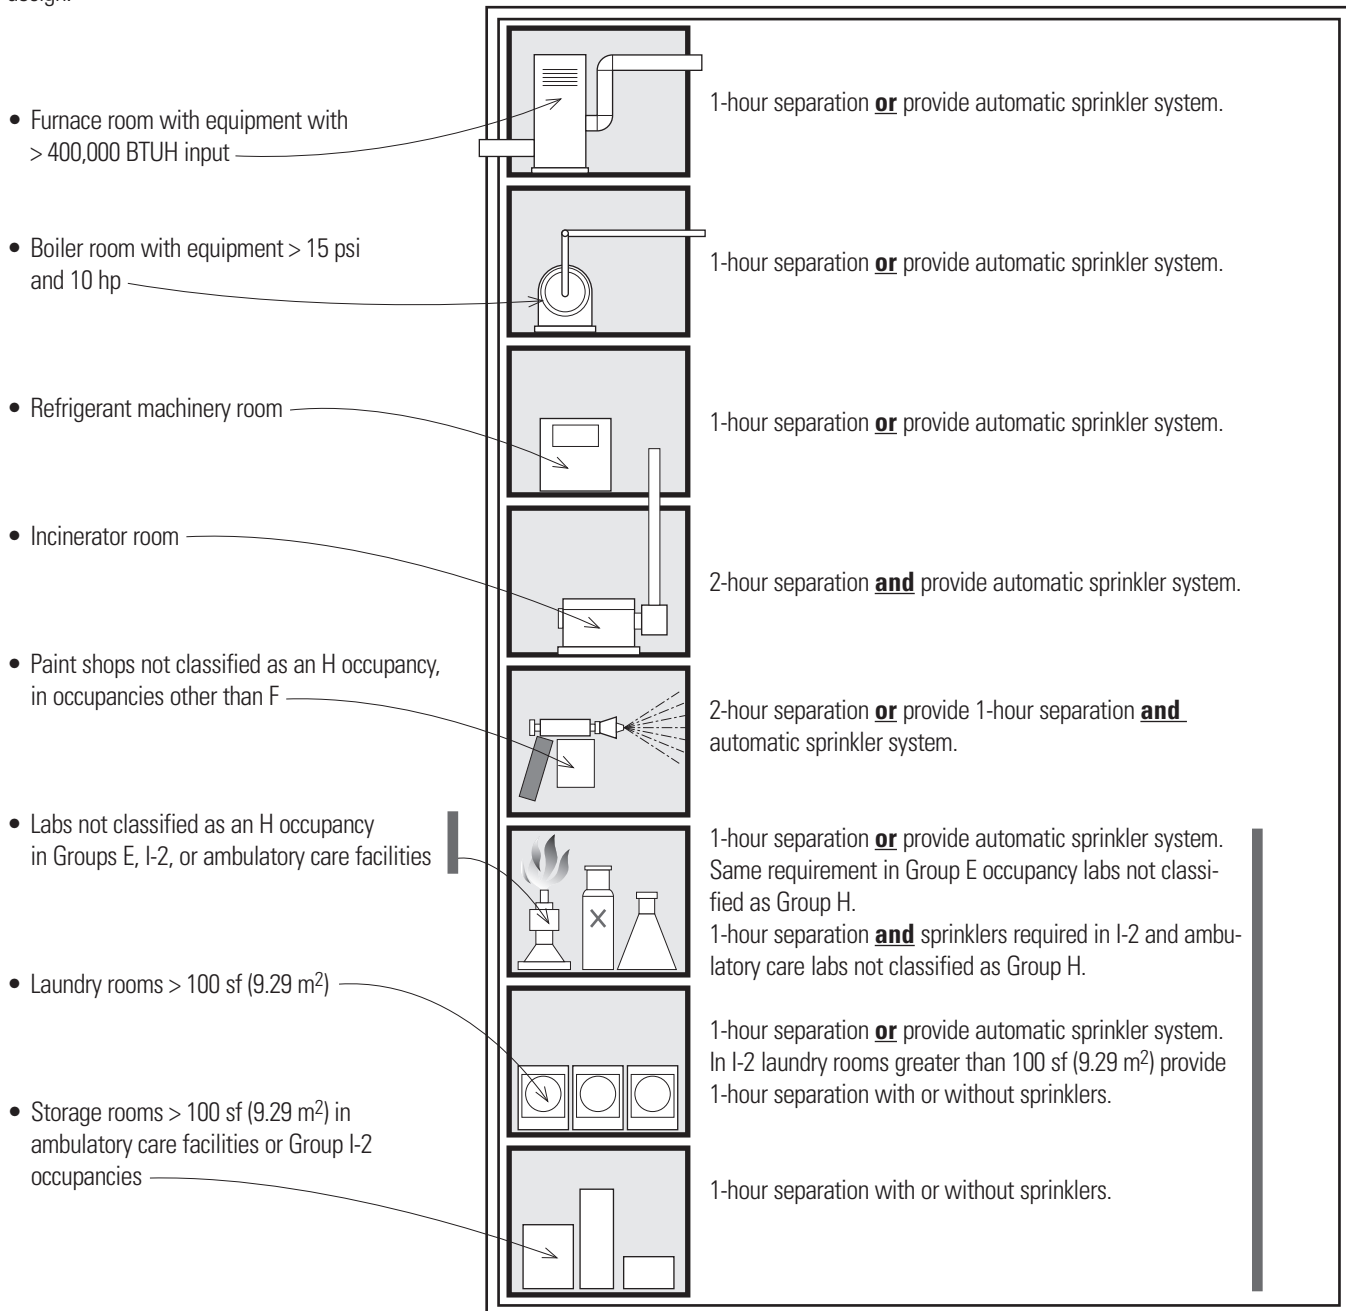 design.
• Furnace room with equipment with
> 400,000 BTUH input
1-hour separation or provide automatic sprinkler system.
• Boiler room with equipment > 15 psi
and 10 hp
1-hour separation or provide automatic sprinkler system.
• Refrigerant machinery room
1-hour separation or provide automatic sprinkler system.
• Incinerator room
2-hour separation and provide automatic sprinkler system.
• Paint shops not classified as an H occupancy,
in occupancies other than F
2-hour separation or provide 1-hour separation and
automatic sprinkler system.
• Labs not classified as an H occupancy
in Groups E, I-2, or ambulatory care facilities
X
1-hour separation or provide automatic sprinkler system.
Same requirement in Group E occupancy labs not classi-
fied as Group H.
1-hour separation and sprinklers required in I-2 and ambu-
latory care labs not classified as Group H.
• Laundry rooms > 100 sf (9.29 m²)
1-hour separation or provide automatic sprinkler system.
In I-2 laundry rooms greater than 100 sf (9.29 m²) provide
1-hour separation with or without sprinklers.
• Storage rooms > 100 sf (9.29 m²) in
ambulatory care facilities or Group I-2
occupancies
1-hour separation with or without sprinklers.